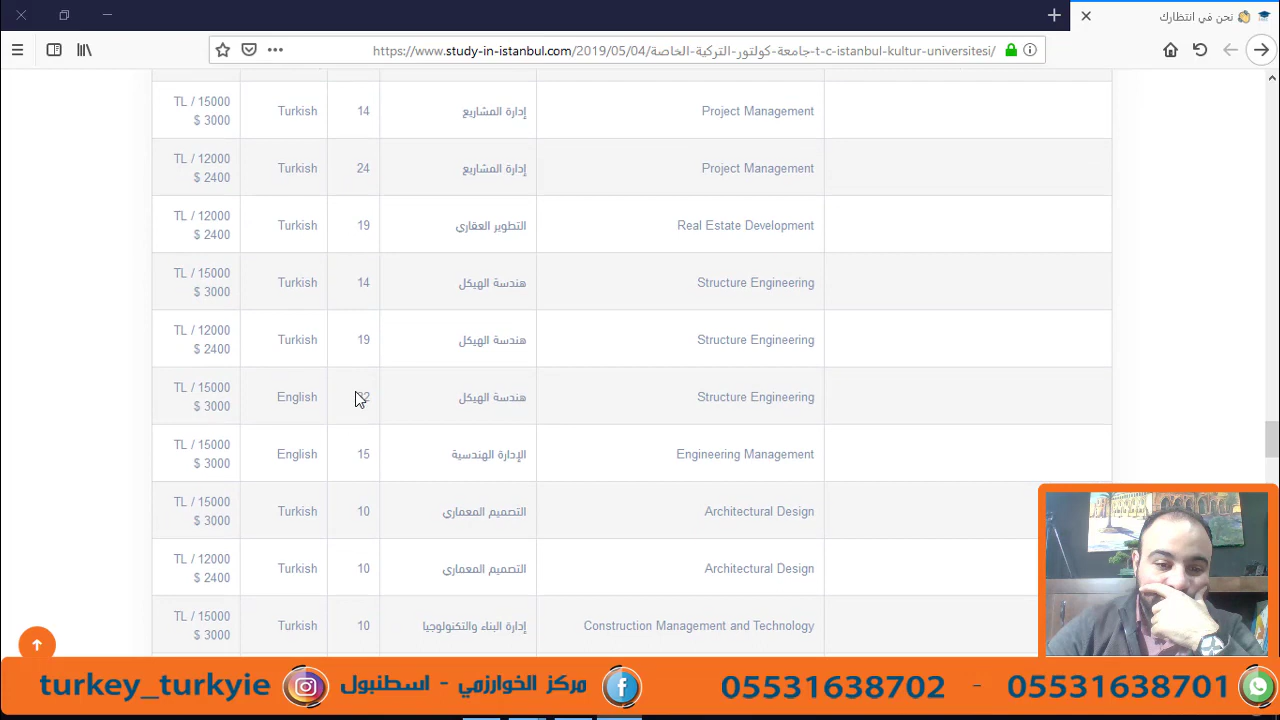 نحن في انتظارك
https://www.study-in-istanbul.com/2019/05/04/جامعة-كولتور-التركية-الخاصة-t-c-istanbul-kultur-universitesi/
Project Management إدارة المشاريع 14 Turkish TL / 15000
$ 3000
Project Management إدارة المشاريع 24 Turkish TL / 12000
$ 2400
Real Estate Development التطوير العقاري 19 Turkish TL / 12000
$ 2400
Structure Engineering هندسة الهيكل 14 Turkish TL / 15000
$ 3000
Structure Engineering هندسة الهيكل 19 Turkish TL / 12000
$ 2400
Structure Engineering هندسة الهيكل English TL / 15000
$ 3000
Engineering Management الإدارة الهندسية 15 English TL / 15000
$ 3000
Architectural Design التصميم المعماري 10 Turkish TL / 15000
$ 3000
Architectural Design التصميم المعماري 10 Turkish TL / 12000
$ 2400
Construction Management and Technology إدارة البناء والتكنولوجيا 10 Turkish TL / 15000
$ 3000
turkey_turkyie مركز الخوارزمي - اسطنبول 05531638702 - 05531638701